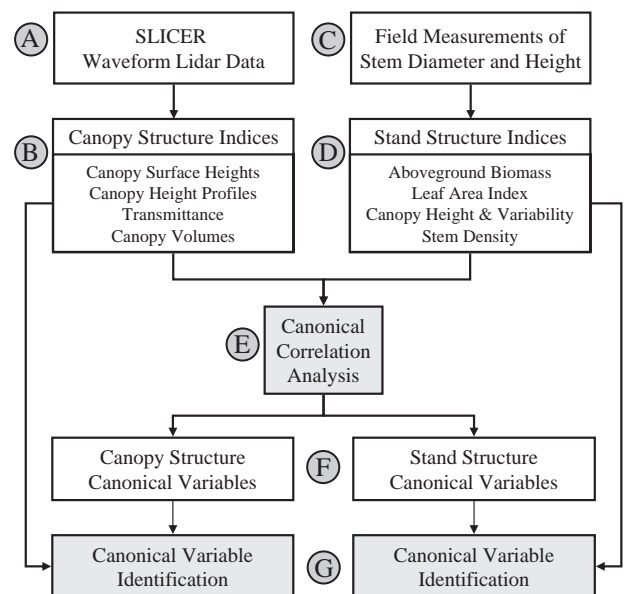 A
SLICER
Waveform Lidar Data
C
Field Measurements of
Stem Diameter and Height
B
Canopy Structure Indices
Canopy Surface Heights
Canopy Height Profiles
Transmittance
Canopy Volumes
D
Stand Structure Indices
Aboveground Biomass
Leaf Area Index
Canopy Height & Variability
Stem Density
E
Canonical
Correlation
Analysis
Canopy Structure
Canonical Variables
F
Stand Structure
Canonical Variables
Canonical Variable
Identification
G
Canonical Variable
Identification